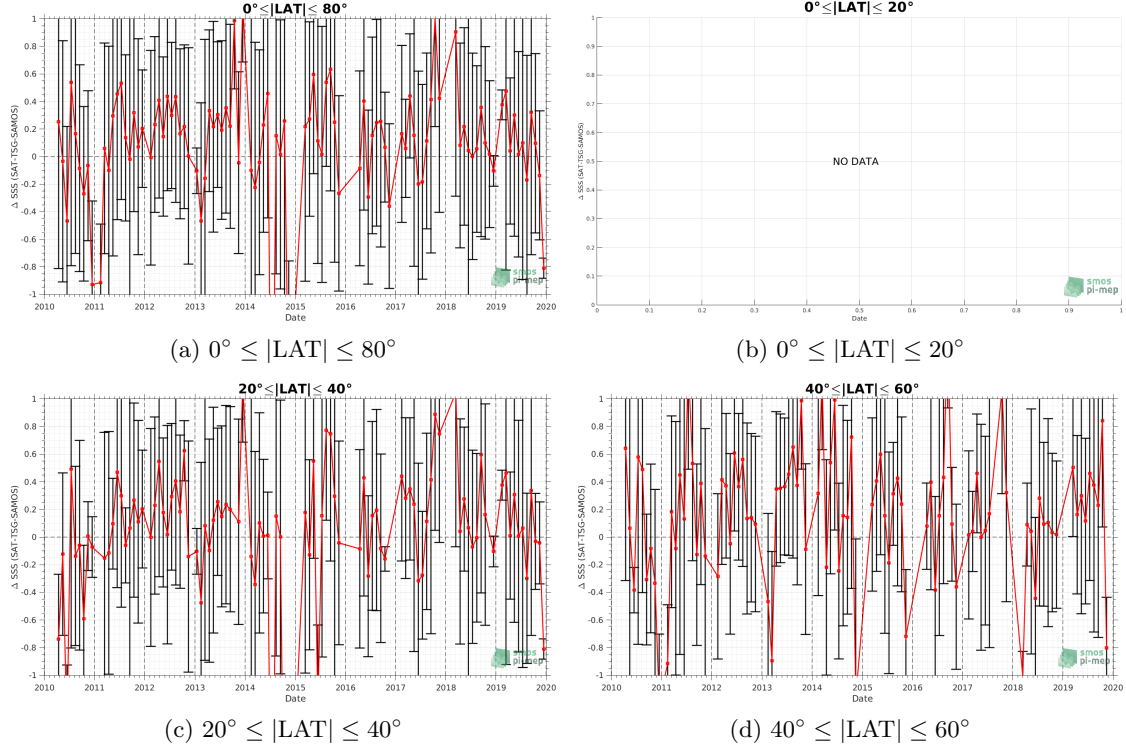 0°≤|LAT|≤ 80°
Δ SSS (SAT-TSG-SAMOS)
1
0.8
0.6
0.4
0.2
0
-0.2
-0.4
-0.6
-0.8
-1
2010 2011 2012 2013 2014 2015 2016 2017 2018 2019 2020
Date
smos
pi-mep
(a) 0° ≤ |LAT| ≤ 80°
0°≤|LAT|≤ 20°
Δ SSS (SAT-TSG-SAMOS)
1
0.9
0.8
0.7
0.6
0.5
0.4
0.3
0.2
0.1
0
NO DATA
0 0.1 0.2 0.3 0.4 0.5 0.6 0.7 0.8 0.9 1
Date
smos
pi-mep
(b) 0° ≤ |LAT| ≤ 20°
20°≤|LAT|≤ 40°
Δ SSS (SAT-TSG-SAMOS)
1
0.8
0.6
0.4
0.2
0
-0.2
-0.4
-0.6
-0.8
-1
2010 2011 2012 2013 2014 2015 2016 2017 2018 2019 2020
Date
smos
pi-mep
(c) 20° ≤ |LAT| ≤ 40°
40°≤|LAT|≤ 60°
Δ SSS (SAT-TSG-SAMOS)
1
0.8
0.6
0.4
0.2
0
-0.2
-0.4
-0.6
-0.8
-1
2010 2011 2012 2013 2014 2015 2016 2017 2018 2019 2020
Date
smos
pi-mep
(d) 40° ≤ |LAT| ≤ 60°